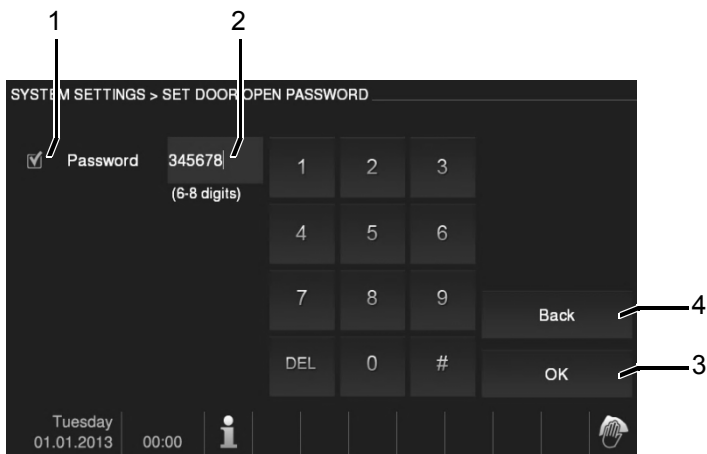 1 2
SYSTEM SETTINGS > SET DOOR OPEN PASSWORD
Password 345678
(6-8 digits)
1 2 3
4 5 6
7 8 9
Back 4
DEL 0 #
OK 3
Tuesday
01.01.2013 00:00